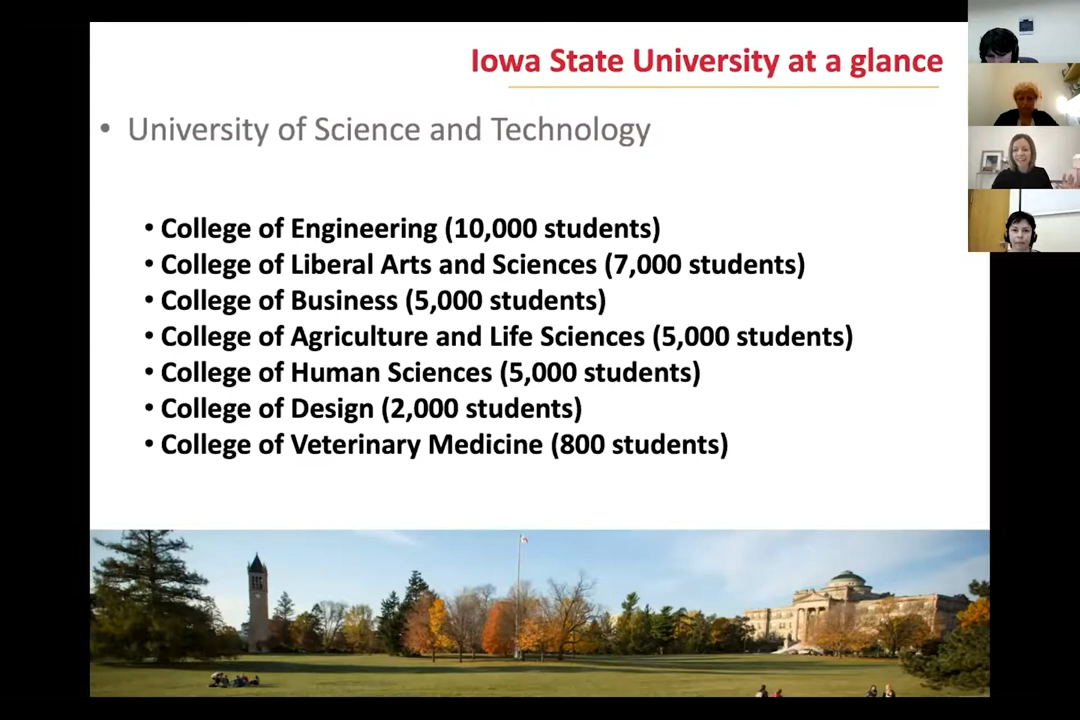 Iowa State University at a glance
• University of Science and Technology
• College of Engineering (10,000 students)
• College of Liberal Arts and Sciences (7,000 students)
• College of Business (5,000 students)
• College of Agriculture and Life Sciences (5,000 students)
• College of Human Sciences (5,000 students)
• College of Design (2,000 students)
• College of Veterinary Medicine (800 students)